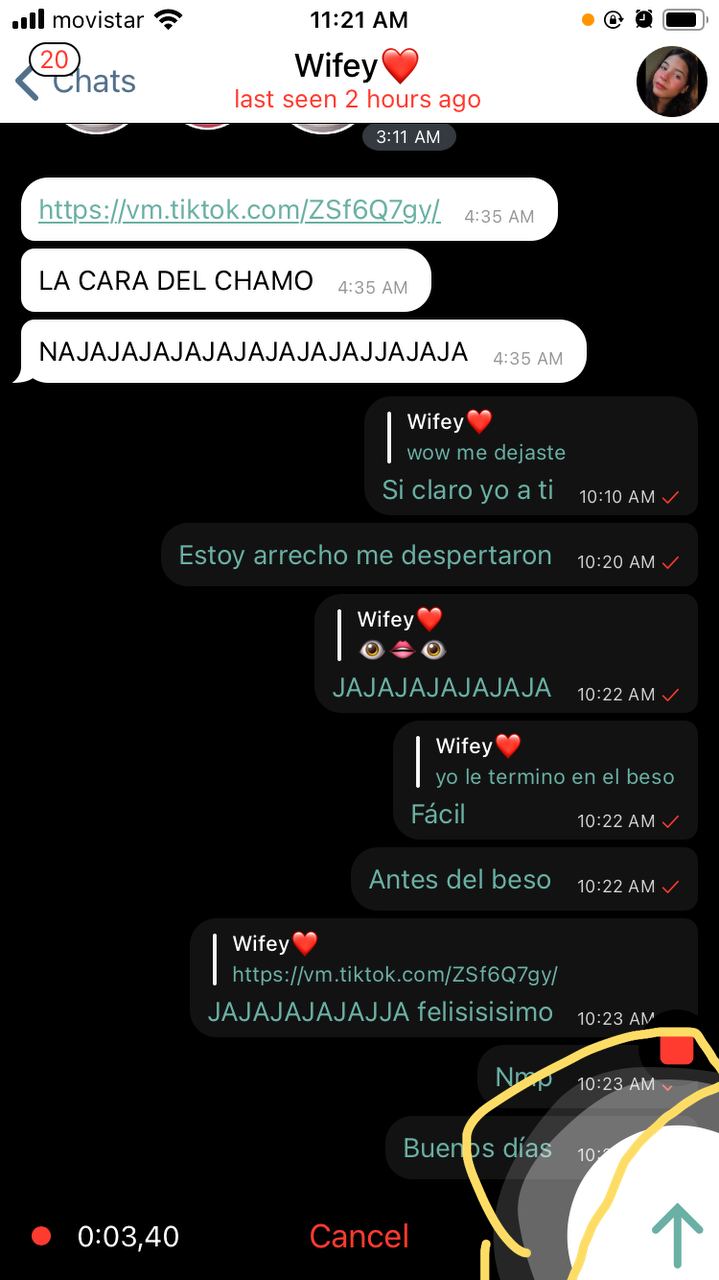 movistar
11:21 AM
20
Chats
Wifey❤️
last seen 2 hours ago
3:11 AM
https://vm.tiktok.com/ZSf6Q7gy/ 4:35 AM
LA CARA DEL CHAMO 4:35 AM
NAJAJAJAJAJAJAJAJAJAJJAJAJA 4:35 AM
Wifey❤️
wow me dejaste
Si claro yo a ti 10:10 AM
Estoy arrecho me despertaron 10:20 AM
Wifey❤️
👁️👄👁️
JAJAJAJAJAJAJA 10:22 AM
Wifey❤️
yo le termino en el beso
Fácil 10:22 AM
Antes del beso 10:22 AM
Wifey❤️
https://vm.tiktok.com/ZSf6Q7gy/
JAJAJAJAJAJJA felisisisimo 10:23 AM
Nmp 10:23 AM
Buenos días
0:03,40
Cancel